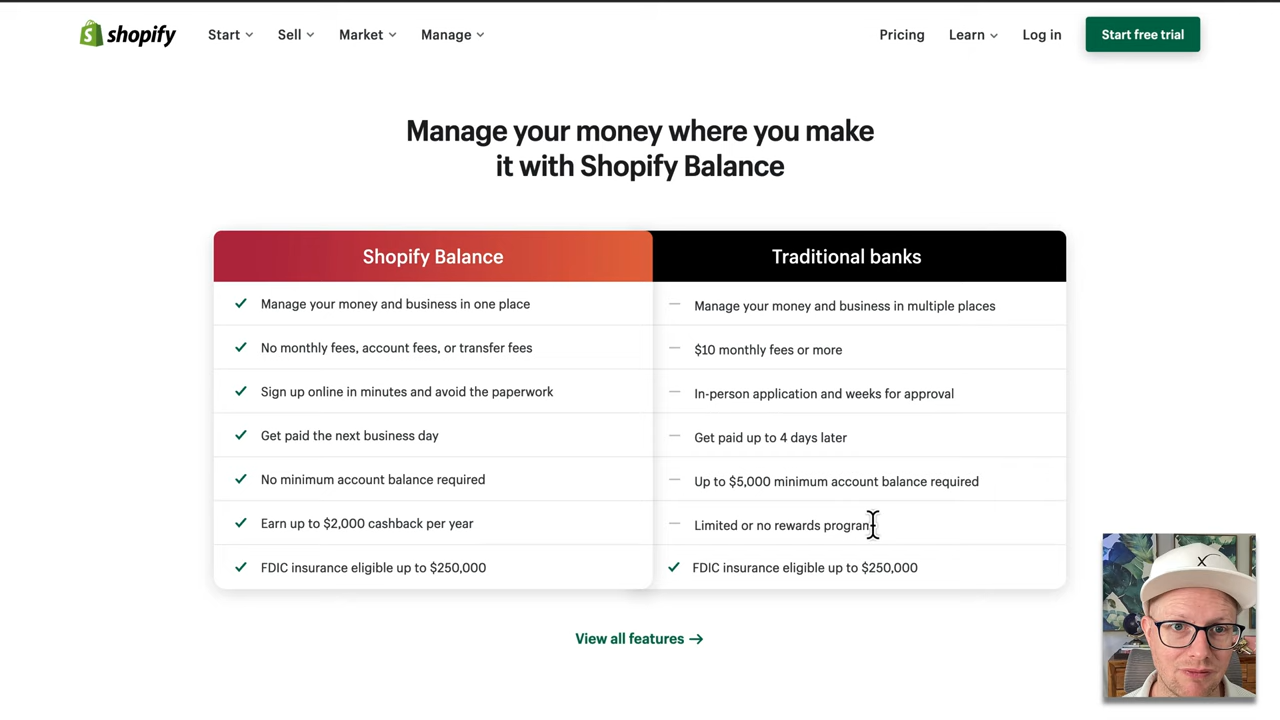 shopify
Start
Sell
Market
Manage
Pricing
Learn
Log in
Start free trial
Manage your money where you make
it with Shopify Balance
Shopify Balance
Traditional banks
Manage your money and business in one place
Manage your money and business in multiple places
No monthly fees, account fees, or transfer fees
$10 monthly fees or more
Sign up online in minutes and avoid the paperwork
In-person application and weeks for approval
Get paid the next business day
Get paid up to 4 days later
No minimum account balance required
Up to $5,000 minimum account balance required
Earn up to $2,000 cashback per year
Limited or no rewards program
FDIC insurance eligible up to $250,000
FDIC insurance eligible up to $250,000
View all features →
X